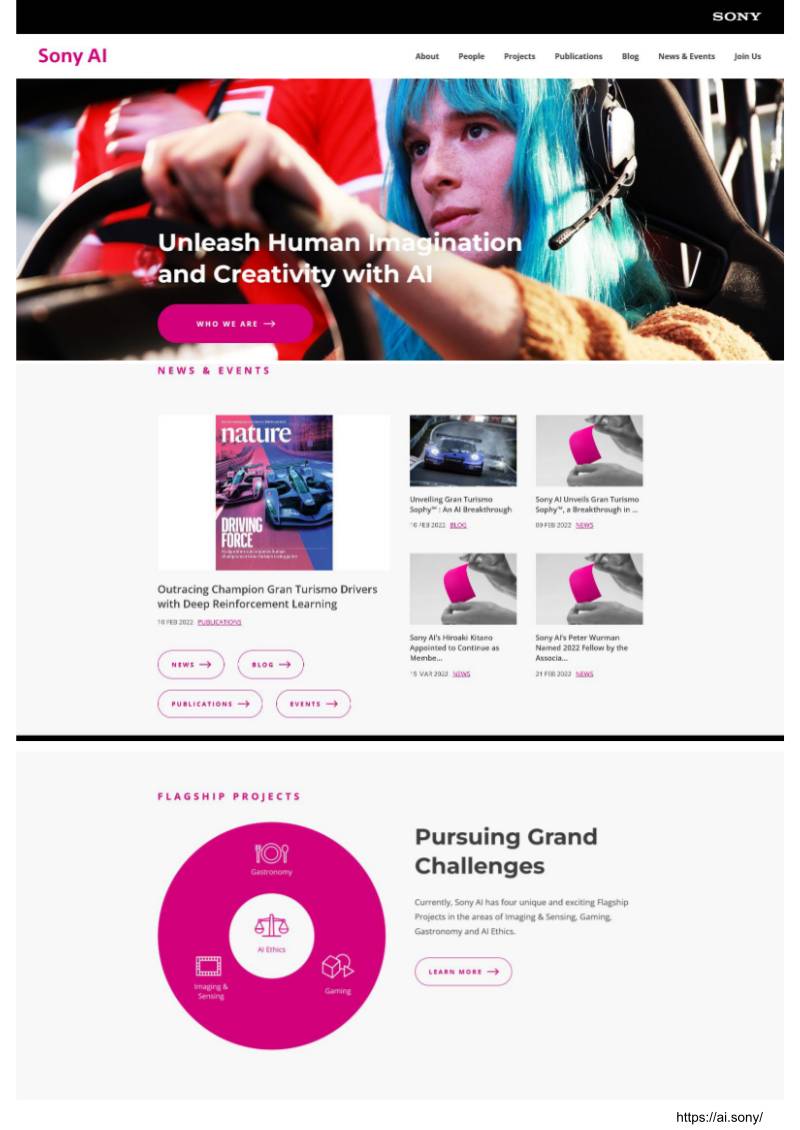 SONY
Sony AI
About People Projects Publications Blog News & Events Join Us
Unleash Human Imagination
and Creativity with AI
WHO WE ARE →
NEWS & EVENTS
nature
DRIVING
FORCE
Outracing Champion Gran Turismo Drivers
with Deep Reinforcement Learning
10 FEB 2022 PUBLICATIONS
NEWS →
BLOG →
PUBLICATIONS →
EVENTS →
Unveiling Gran Turismo
Sophy™ : An AI Breakthrough
10 FEB 2022 BLOG
Sony AI Unveils Gran Turismo
Sophy™, a Breakthrough in ...
09 FEB 2022 NEWS
Sony AI's Hiroaki Kitano
Appointed to Continue as
Membe...
15 MAR 2022 NEWS
Sony AI's Peter Wurman
Named 2022 Fellow by the
Associa...
21 FEB 2022 NEWS
FLAGSHIP PROJECTS
Gastronomy
AI Ethics
Imaging &
Sensing
Gaming
Pursuing Grand
Challenges
Currently, Sony AI has four unique and exciting Flagship
Projects in the areas of Imaging & Sensing, Gaming,
Gastronomy and AI Ethics.
LEARN MORE →
https://ai.sony/